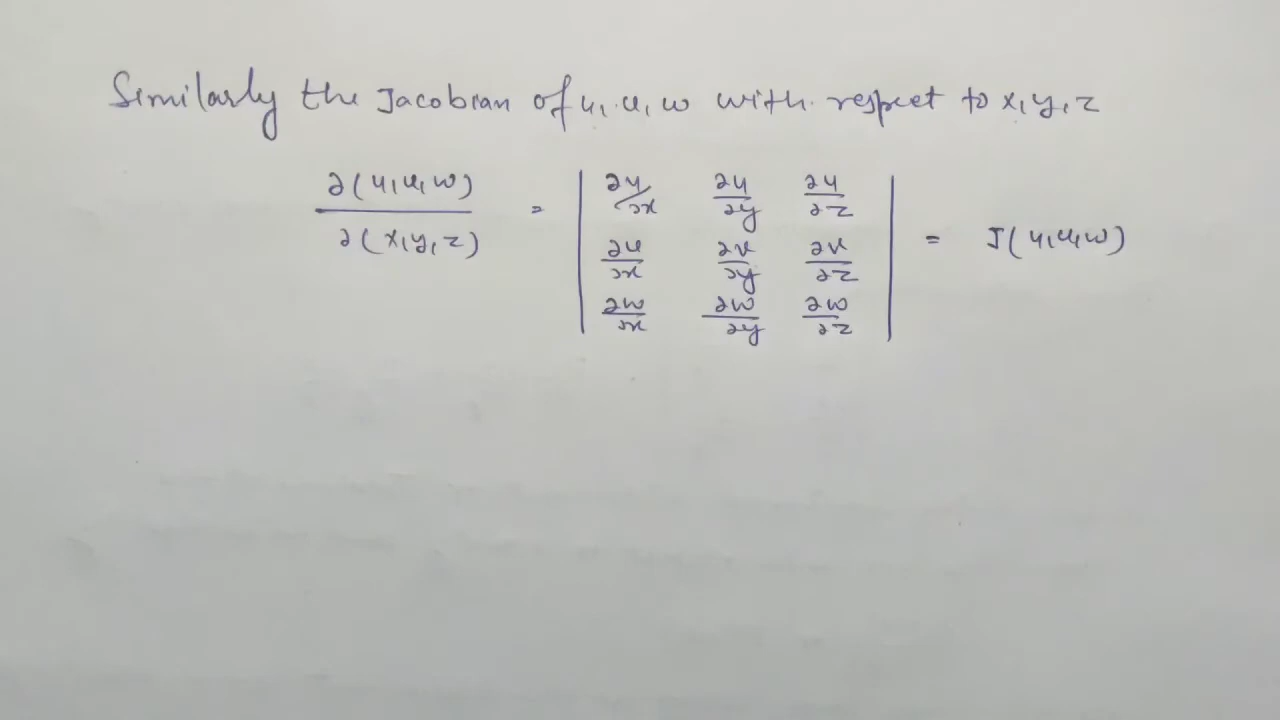 Similarly the Jacobian of u, v, w with respect to x, y, z
∂(u, v, w) / ∂(x, y, z) = | ∂u/∂x ∂u/∂y ∂u/∂z |
| ∂v/∂x ∂v/∂y ∂v/∂z | = J(u, v, w)
| ∂w/∂x ∂w/∂y ∂w/∂z |